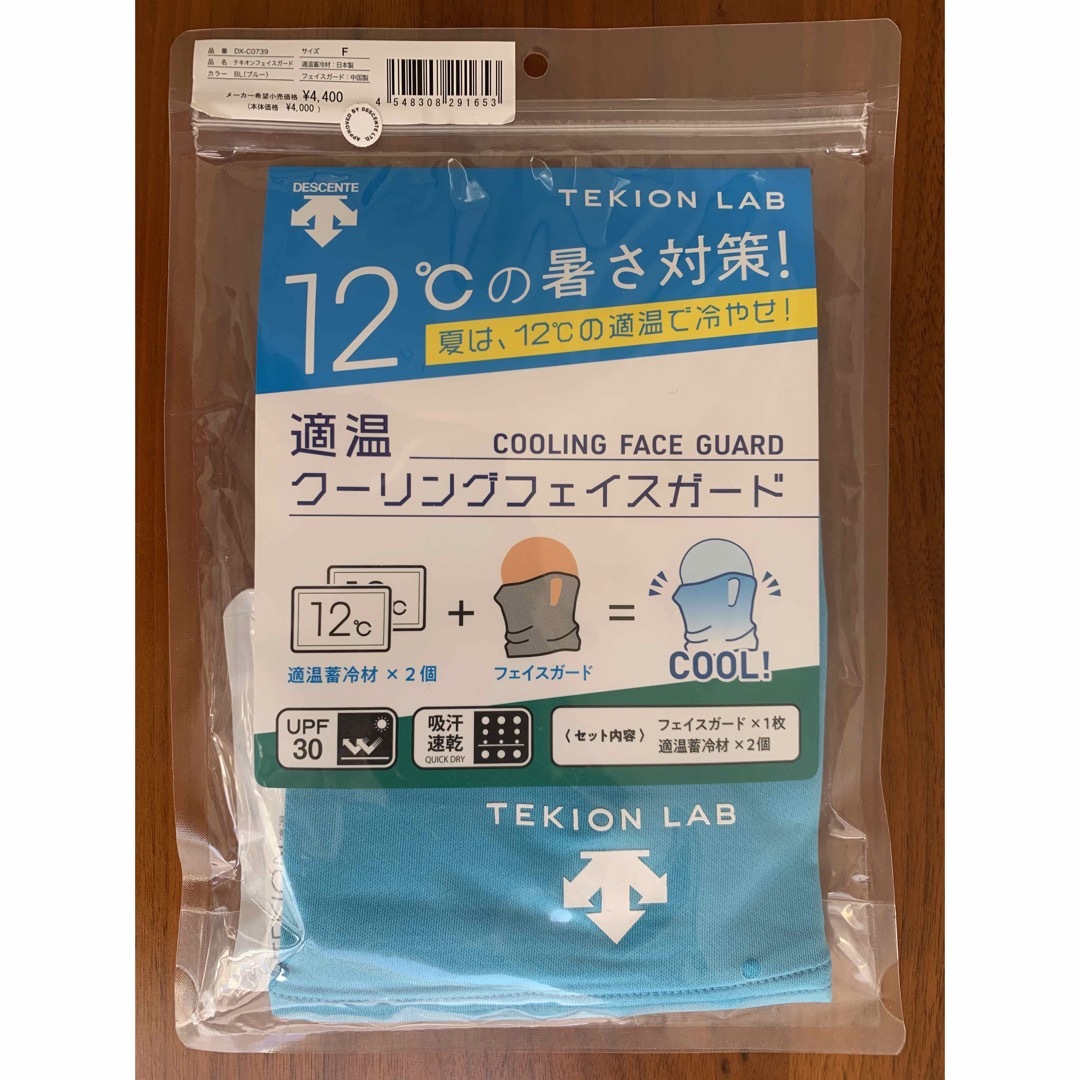 品番 DX-C0739 サイズ F
品名 テキオンフェイスガード 適温蓄冷材:日本製
カラー BL(ブルー) フェイスガード:中国製
メーカー希望小売価格 ¥4,400
(本体価格 ¥4,000)
4 548308 291653
APPROVED BY DESCENTE LTD.
DESCENTE
TEKION LAB
12℃の暑さ対策!
夏は、12℃の適温で冷やせ!
適温
COOLING FACE GUARD
クーリングフェイスガード
12℃
12℃ + = COOL!
適温蓄冷材×2個
フェイスガード
UPF
30
吸汗
速乾
QUICK DRY
〈セット内容〉 フェイスガード×1枚
適温蓄冷材×2個
TEKION LAB